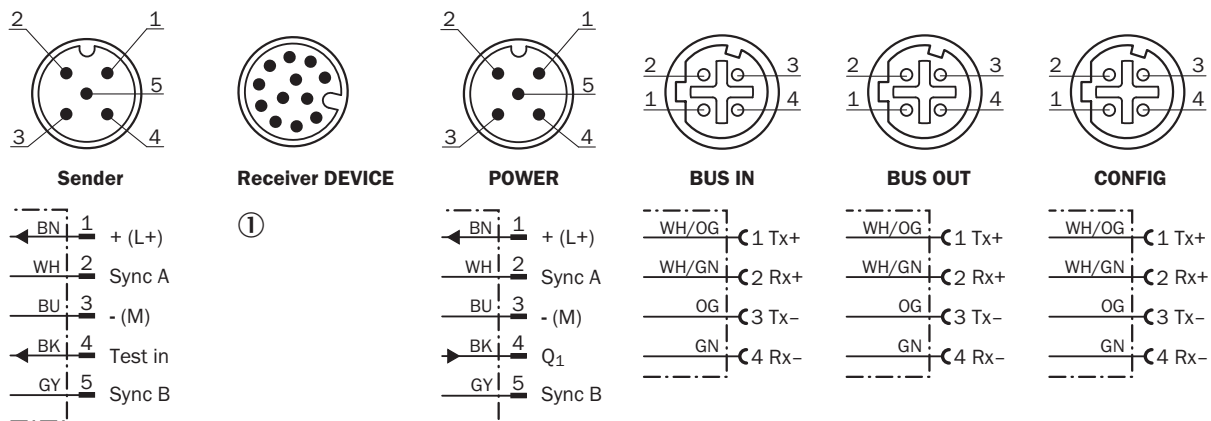 2 1 2 1
2 3 2 3 2 3
5 5
1 4 1 4 1 4
3 4 3 4
Sender Receiver DEVICE POWER BUS IN BUS OUT CONFIG
①
BN 1 + (L+) BN 1 + (L+) WH/OG 1 Tx+ WH/OG 1 Tx+ WH/OG 1 Tx+
WH 2 Sync A WH 2 Sync A WH/GN 2 Rx+ WH/GN 2 Rx+ WH/GN 2 Rx+
BU 3 - (M) BU 3 - (M) OG 3 Tx– OG 3 Tx– OG 3 Tx–
BK 4 Test in BK 4 Q₁ GN 4 Rx– GN 4 Rx– GN 4 Rx–
GY 5 Sync B GY 5 Sync B